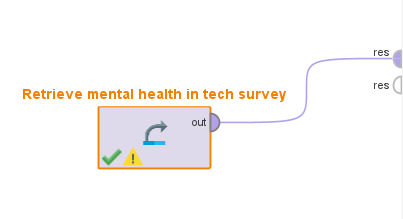 res
res
Retrieve mental health in tech survey
out